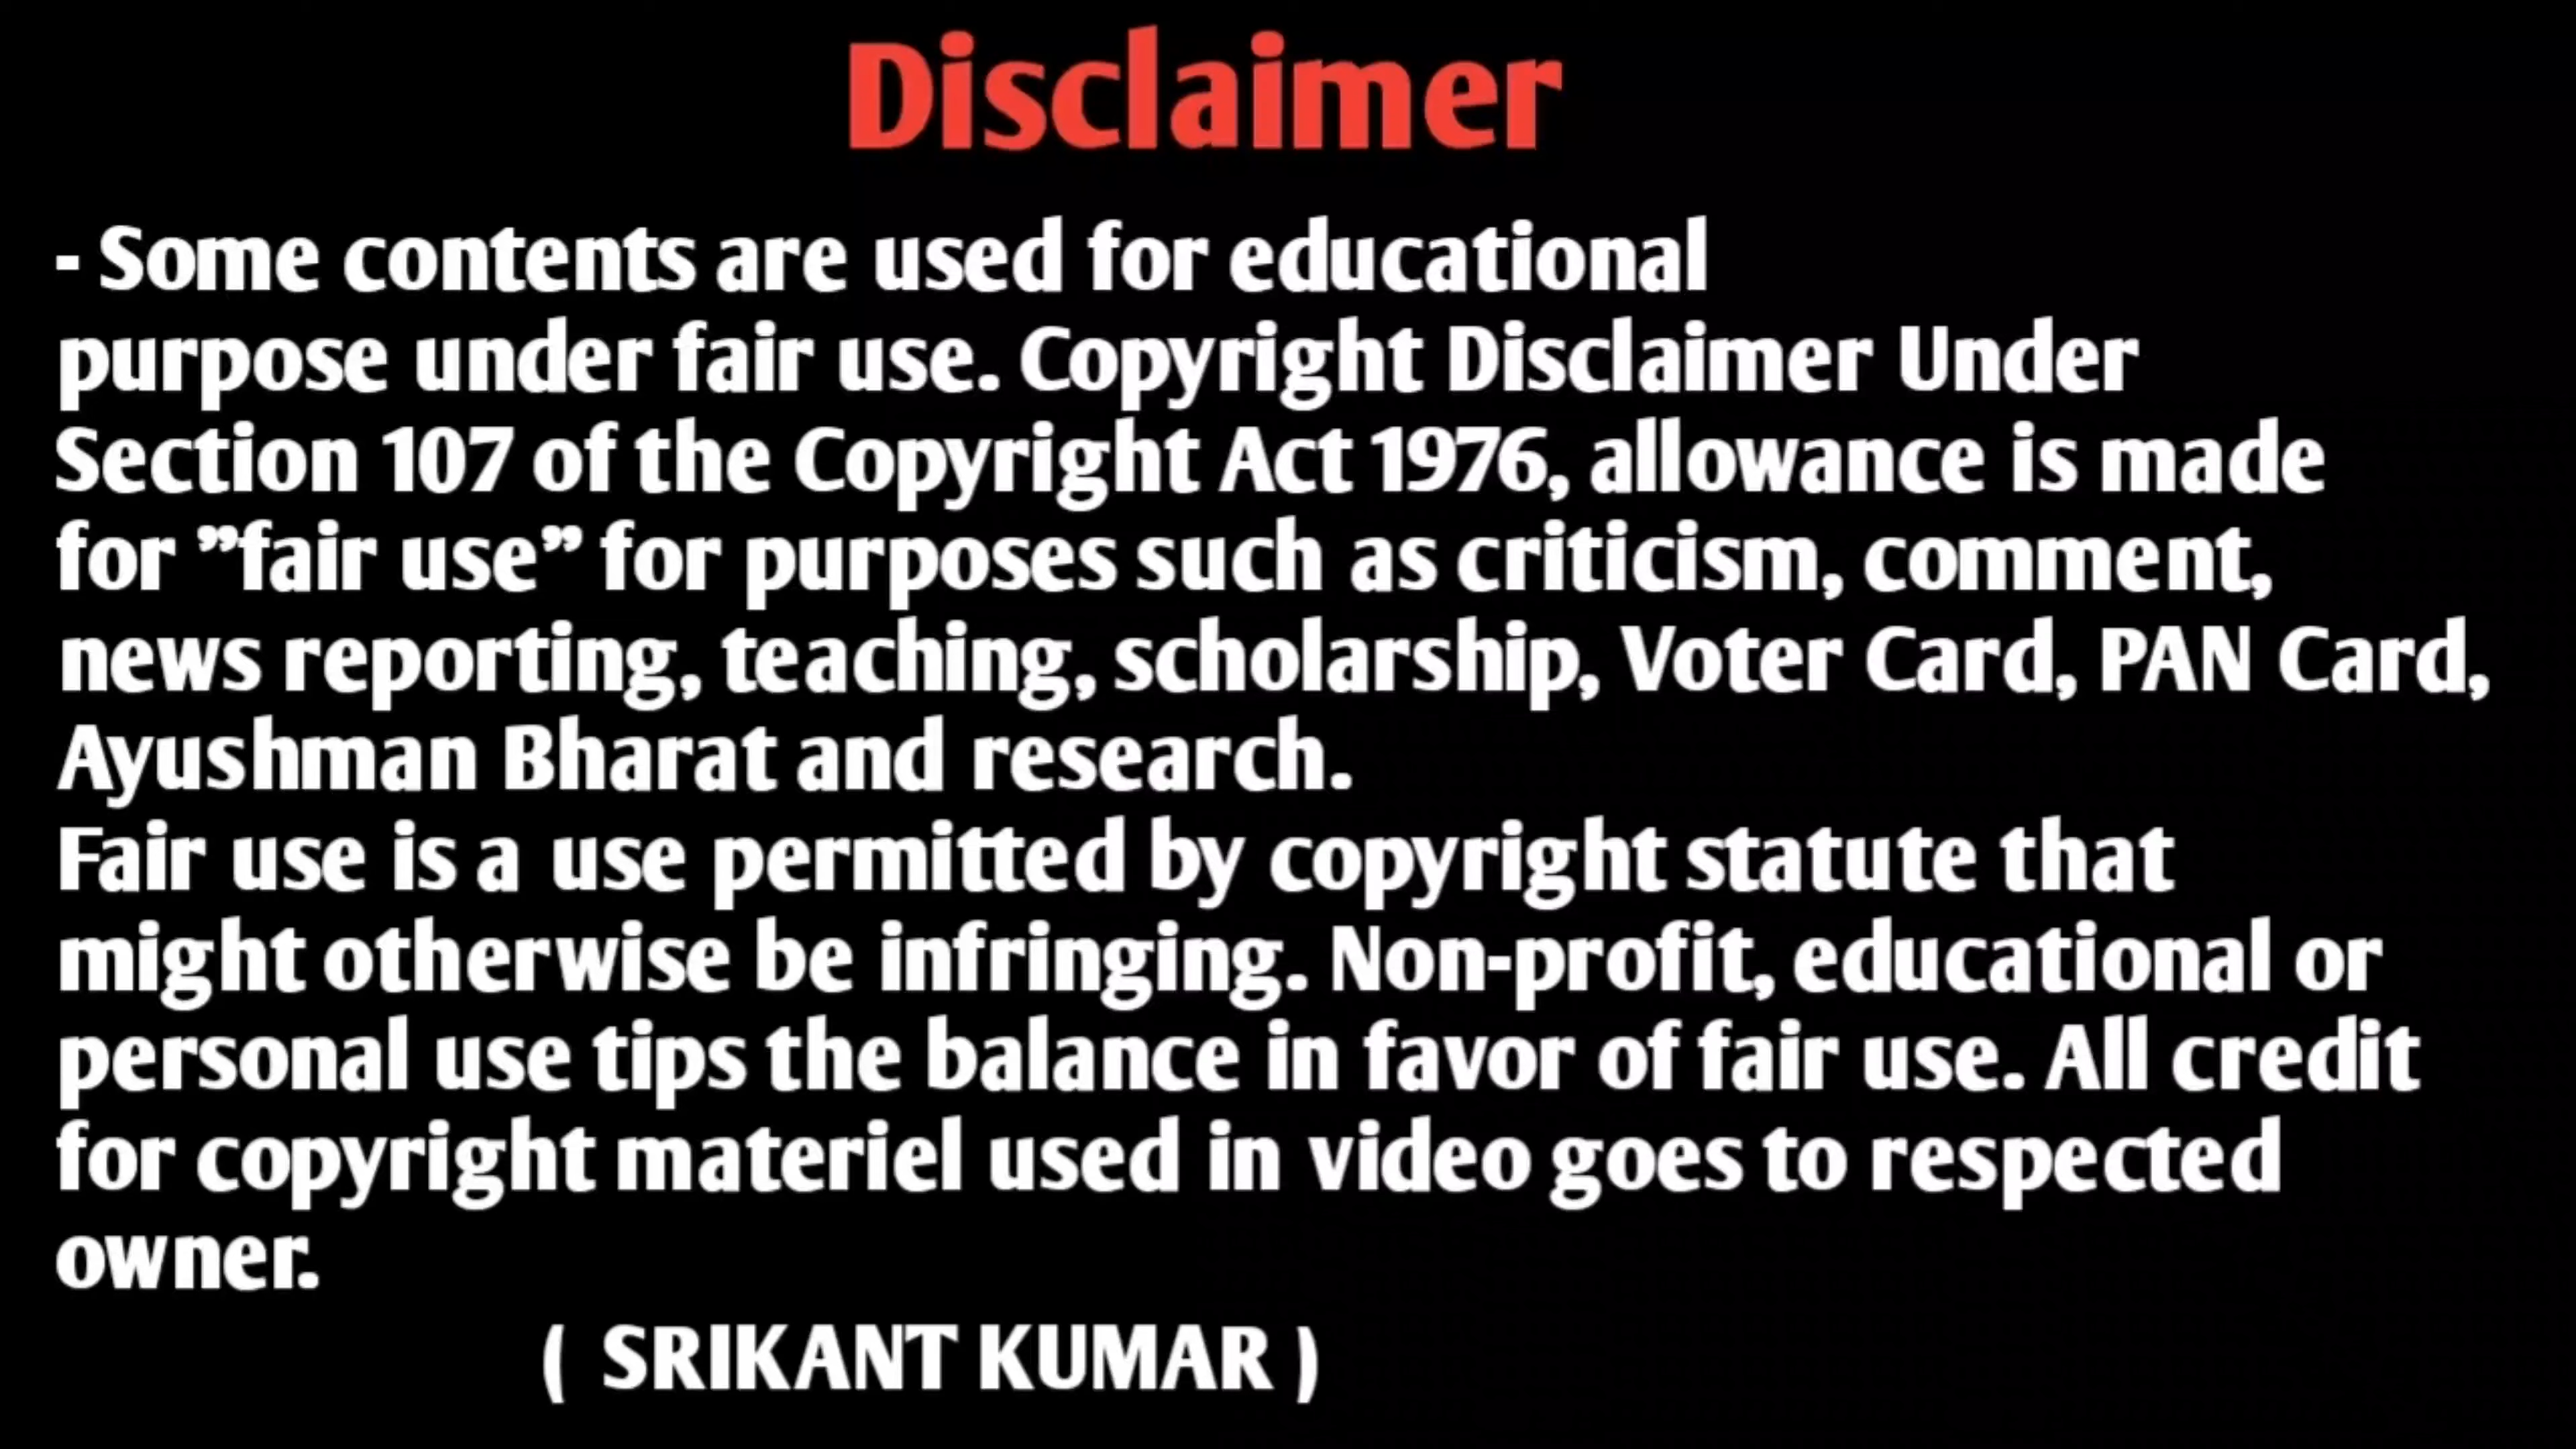 Disclaimer
- Some contents are used for educational
purpose under fair use. Copyright Disclaimer Under
Section 107 of the Copyright Act 1976, allowance is made
for ”fair use” for purposes such as criticism, comment,
news reporting, teaching, scholarship, Voter Card, PAN Card,
Ayushman Bharat and research.
Fair use is a use permitted by copyright statute that
might otherwise be infringing. Non-profit, educational or
personal use tips the balance in favor of fair use. All credit
for copyright materiel used in video goes to respected
owner.
( SRIKANT KUMAR )